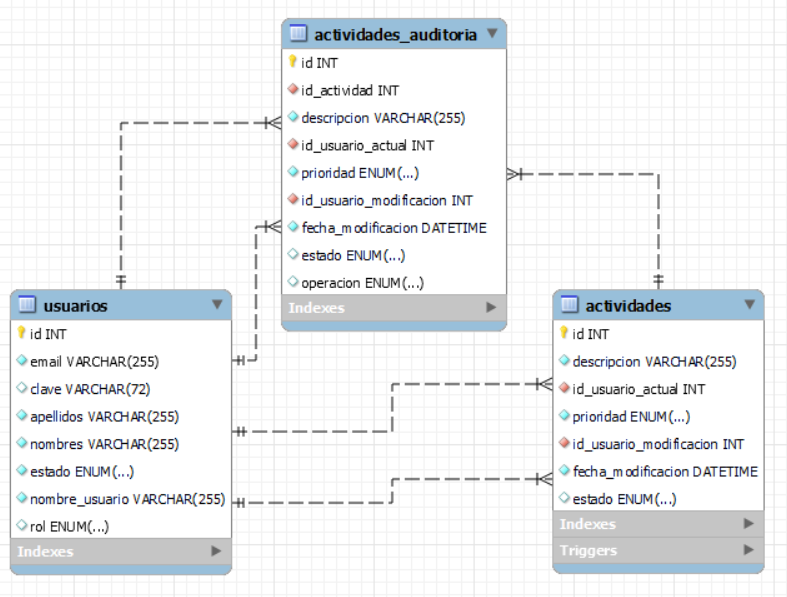 actividades_auditoria
id INT
id_actividad INT
descripcion VARCHAR(255)
id_usuario_actual INT
prioridad ENUM(...)
id_usuario_modificacion INT
fecha_modificacion DATETIME
estado ENUM(...)
operacion ENUM(...)
Indexes
usuarios
id INT
email VARCHAR(255)
clave VARCHAR(72)
apellidos VARCHAR(255)
nombres VARCHAR(255)
estado ENUM(...)
nombre_usuario VARCHAR(255)
rol ENUM(...)
Indexes
actividades
id INT
descripcion VARCHAR(255)
id_usuario_actual INT
prioridad ENUM(...)
id_usuario_modificacion INT
fecha_modificacion DATETIME
estado ENUM(...)
Indexes
Triggers